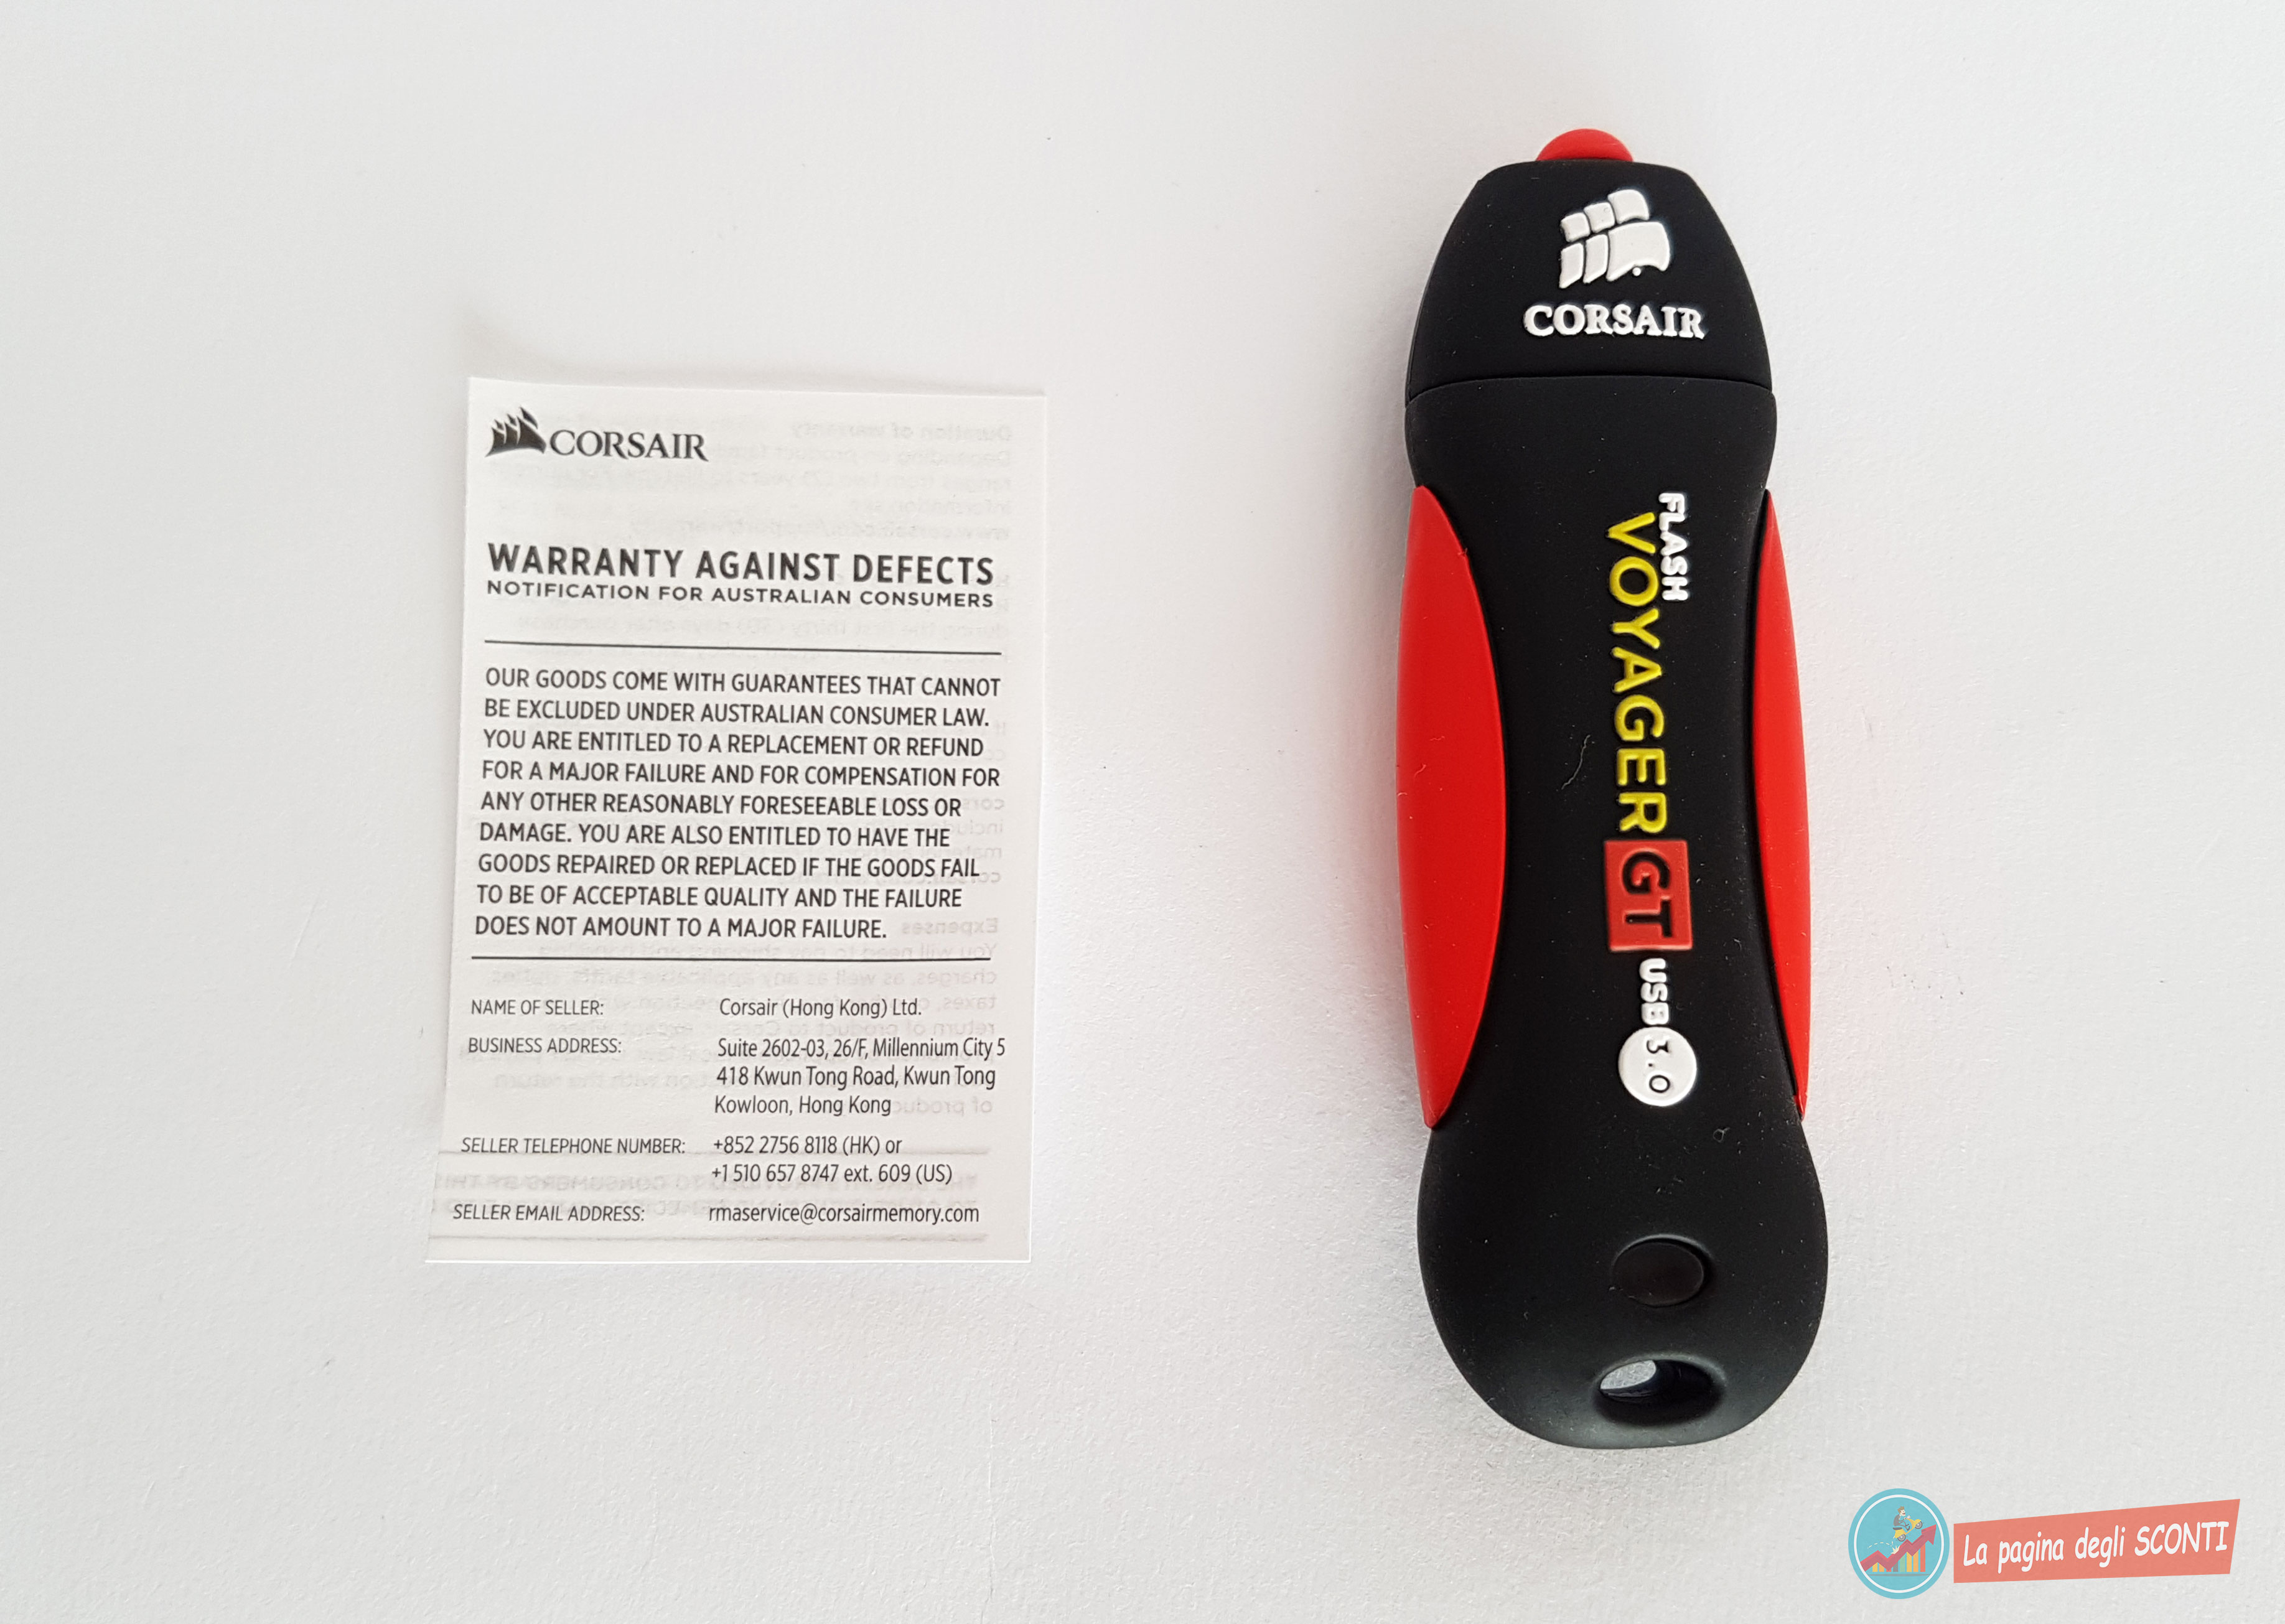 CORSAIR
WARRANTY AGAINST DEFECTS
NOTIFICATION FOR AUSTRALIAN CONSUMERS
OUR GOODS COME WITH GUARANTEES THAT CANNOT
BE EXCLUDED UNDER AUSTRALIAN CONSUMER LAW.
YOU ARE ENTITLED TO A REPLACEMENT OR REFUND
FOR A MAJOR FAILURE AND FOR COMPENSATION FOR
ANY OTHER REASONABLY FORESEEABLE LOSS OR
DAMAGE. YOU ARE ALSO ENTITLED TO HAVE THE
GOODS REPAIRED OR REPLACED IF THE GOODS FAIL
TO BE OF ACCEPTABLE QUALITY AND THE FAILURE
DOES NOT AMOUNT TO A MAJOR FAILURE.
NAME OF SELLER: Corsair (Hong Kong) Ltd.
BUSINESS ADDRESS: Suite 2602-03, 26/F, Millennium City 5
418 Kwun Tong Road, Kwun Tong
Kowloon, Hong Kong
SELLER TELEPHONE NUMBER: +852 2756 8118 (HK) or
+1 510 657 8747 ext. 609 (US)
SELLER EMAIL ADDRESS: rmaservice@corsairmemory.com
CORSAIR
FLASH
VOYAGER GT USB 3.0
La pagina degli SCONTI